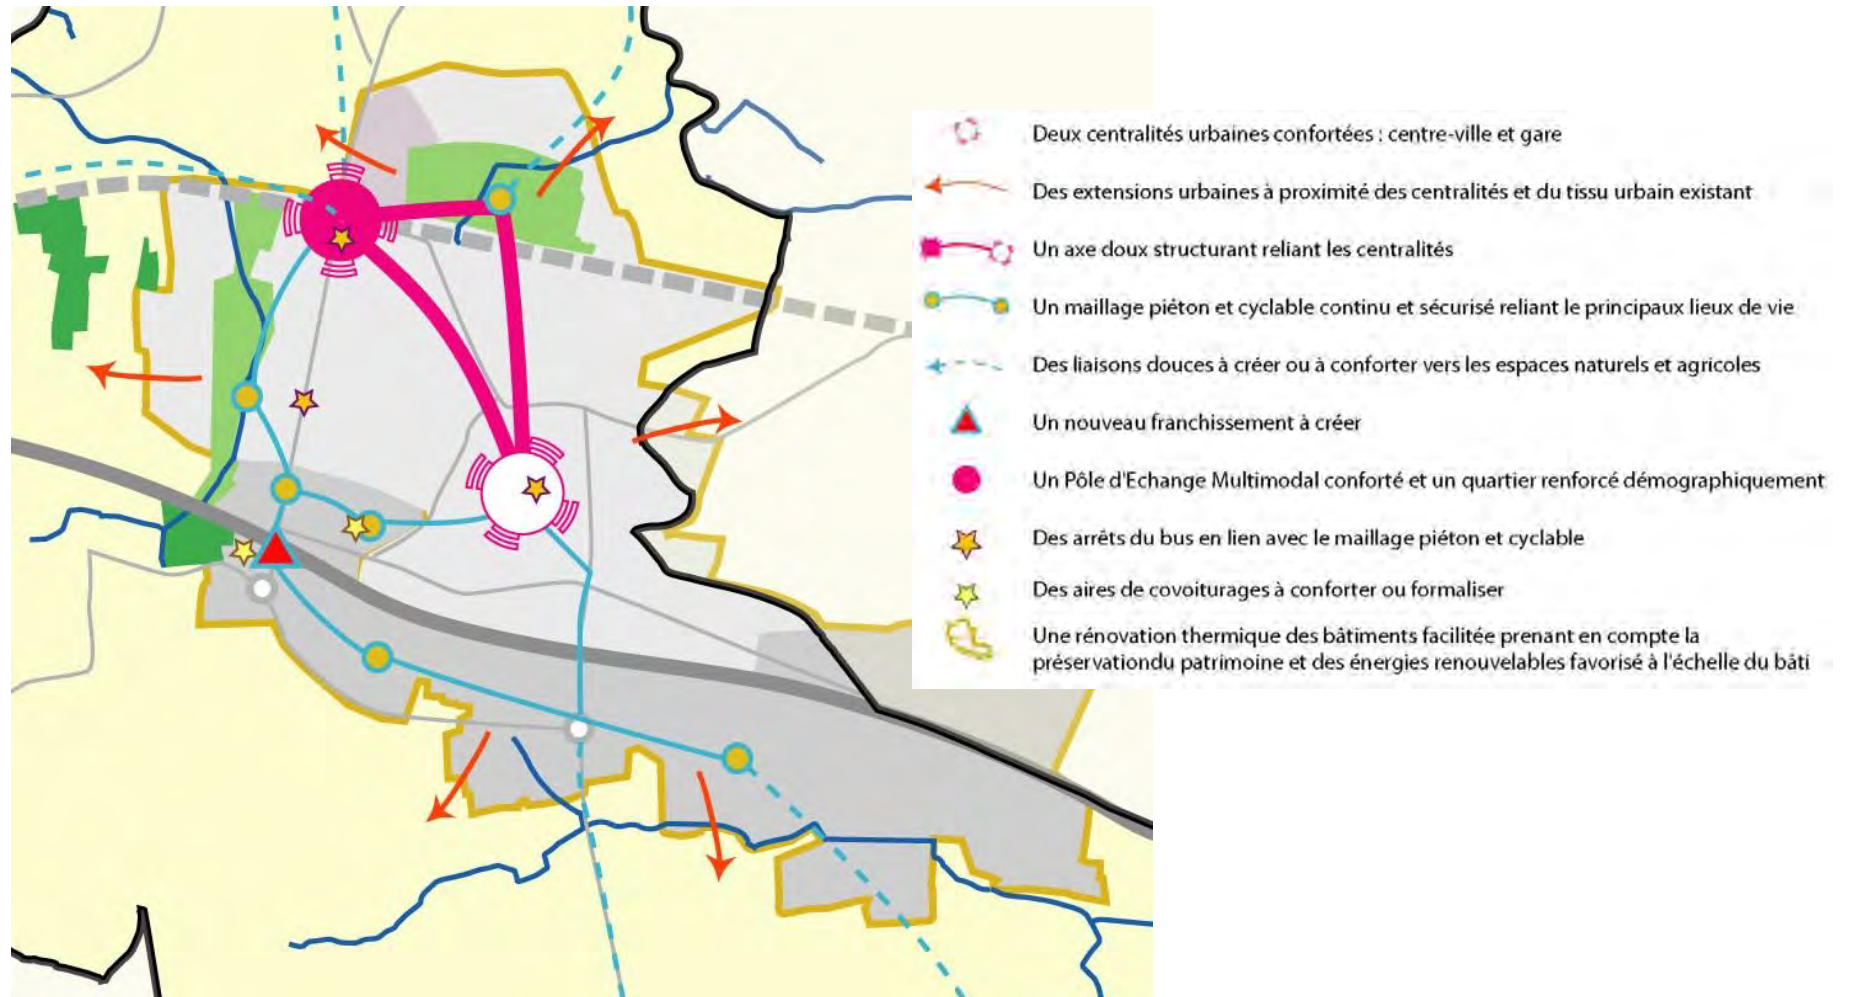 Deux centralités urbaines confortées : centre-ville et gare
Des extensions urbaines à proximité des centralités et du tissu urbain existant
Un axe doux structurant reliant les centralités
Un maillage piéton et cyclable continu et sécurisé reliant le principaux lieux de vie
Des liaisons douces à créer ou à conforter vers les espaces naturels et agricoles
Un nouveau franchissement à créer
Un Pôle d'Echange Multimodal conforté et un quartier renforcé démographiquement
Des arrêts du bus en lien avec le maillage piéton et cyclable
Des aires de covoiturages à conforter ou formaliser
Une rénovation thermique des bâtiments facilitée prenant en compte la
préservationdu patrimoine et des énergies renouvelables favorisé à l'échelle du bâti